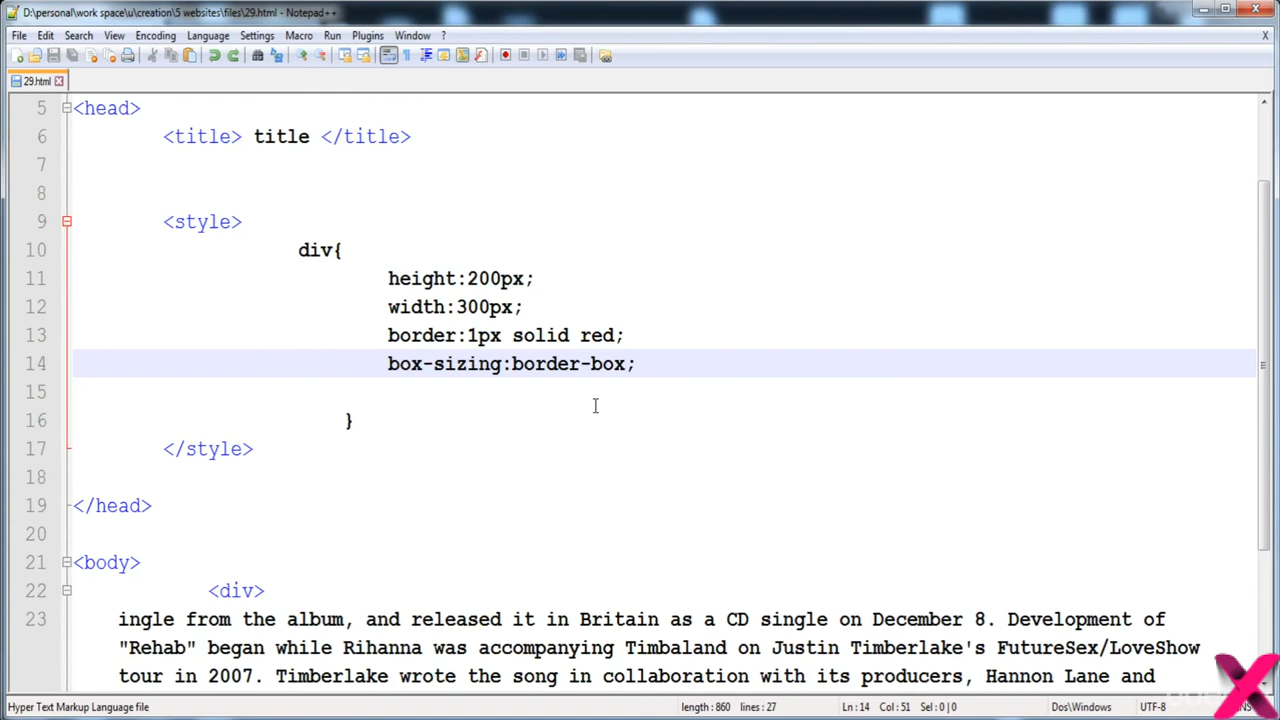 D:\personal\work space\u\creation\5 websites\files\29.html - Notepad++
File Edit Search View Encoding Language Settings Macro Run Plugins Window ? X
29.html
5 <head>
6 <title> title </title>
7
8
9 <style>
10 div{
11 height:200px;
12 width:300px;
13 border:1px solid red;
14 box-sizing:border-box;
15
16 }
17 </style>
18
19 </head>
20
21 <body>
22 <div>
23 ingle from the album, and released it in Britain as a CD single on December 8. Development of
"Rehab" began while Rihanna was accompanying Timbaland on Justin Timberlake's FutureSex/LoveShow
tour in 2007. Timberlake wrote the song in collaboration with its producers, Hannon Lane and
Hyper Text Markup Language file length : 860 lines : 27 Ln : 14 Col : 51 Sel : 0 | 0 Dos\Windows UTF-8